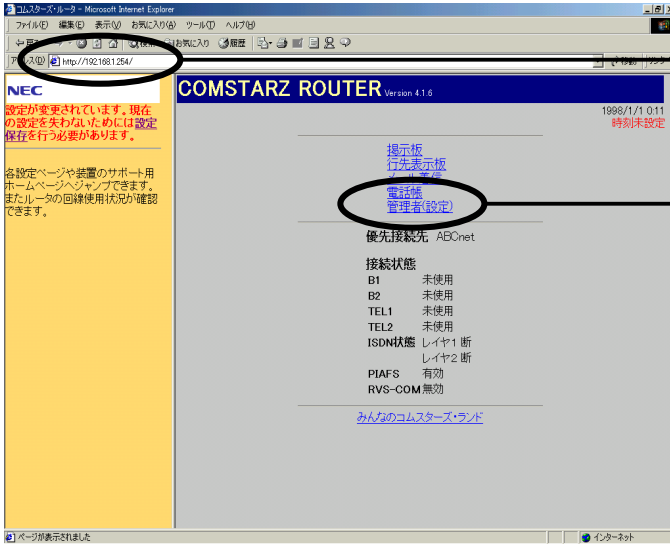 コムスターズ・ルータ - Microsoft Internet Explorer
ファイル(F) 編集(E) 表示(V) お気に入り(A) ツール(T) ヘルプ(H)
お気に入り 履歴
http://192.168.1.254/
移動
NEC
COMSTARZ ROUTER Version 4.1.6
設定が変更されています。現在
の設定を失わないためには設定
保存を行う必要があります。
1998/1/1 0:11
時刻未設定
各設定ページや装置のサポート用
ホームページへジャンプできます。
またルータの回線使用状況が確認
できます。
掲示板
行先表示板
メール着信
電話帳
管理者(設定)
優先接続先 ABCnet
接続状態
B1 未使用
B2 未使用
TEL1 未使用
TEL2 未使用
ISDN状態 レイヤ1 断
レイヤ2 断
PIAFS 有効
RVS-COM 無効
みんなのコムスターズ・ランド
ページが表示されました
インターネット